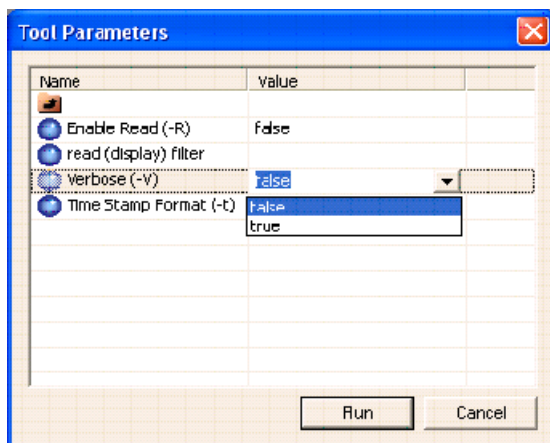 Tool Parameters
Name Value
Enable Read (-R) false
read (display) filter
Verbose (-V) false
Time Stamp Format (-t) false
true
Run Cancel